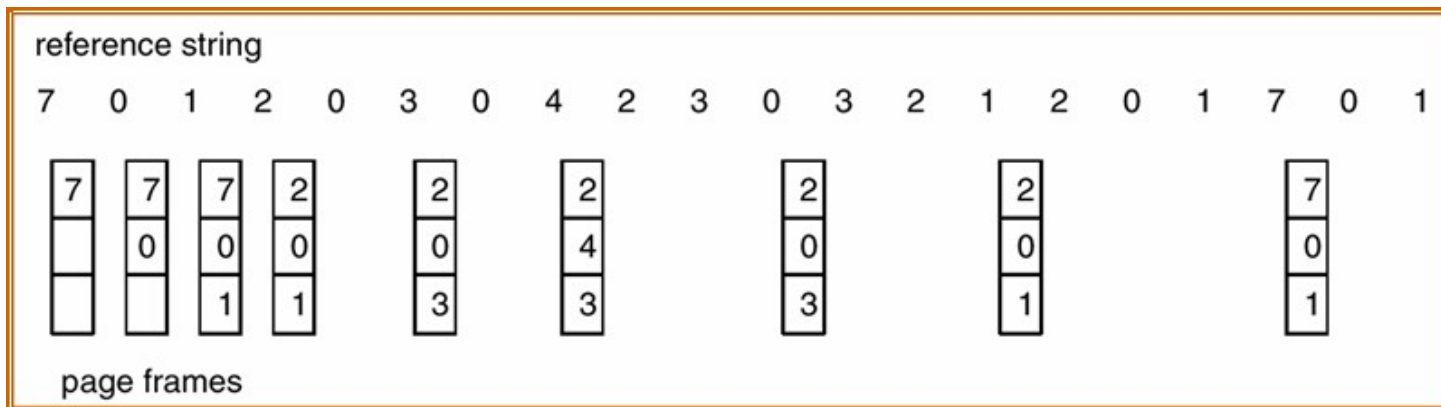 reference string
7 0 1 2 0 3 0 4 2 3 0 3 2 1 2 0 1 7 0 1
7 7 7 2 2 2 2 2 7
0 0 0 0 4 0 0 0
1 1 3 3 3 1 1
page frames